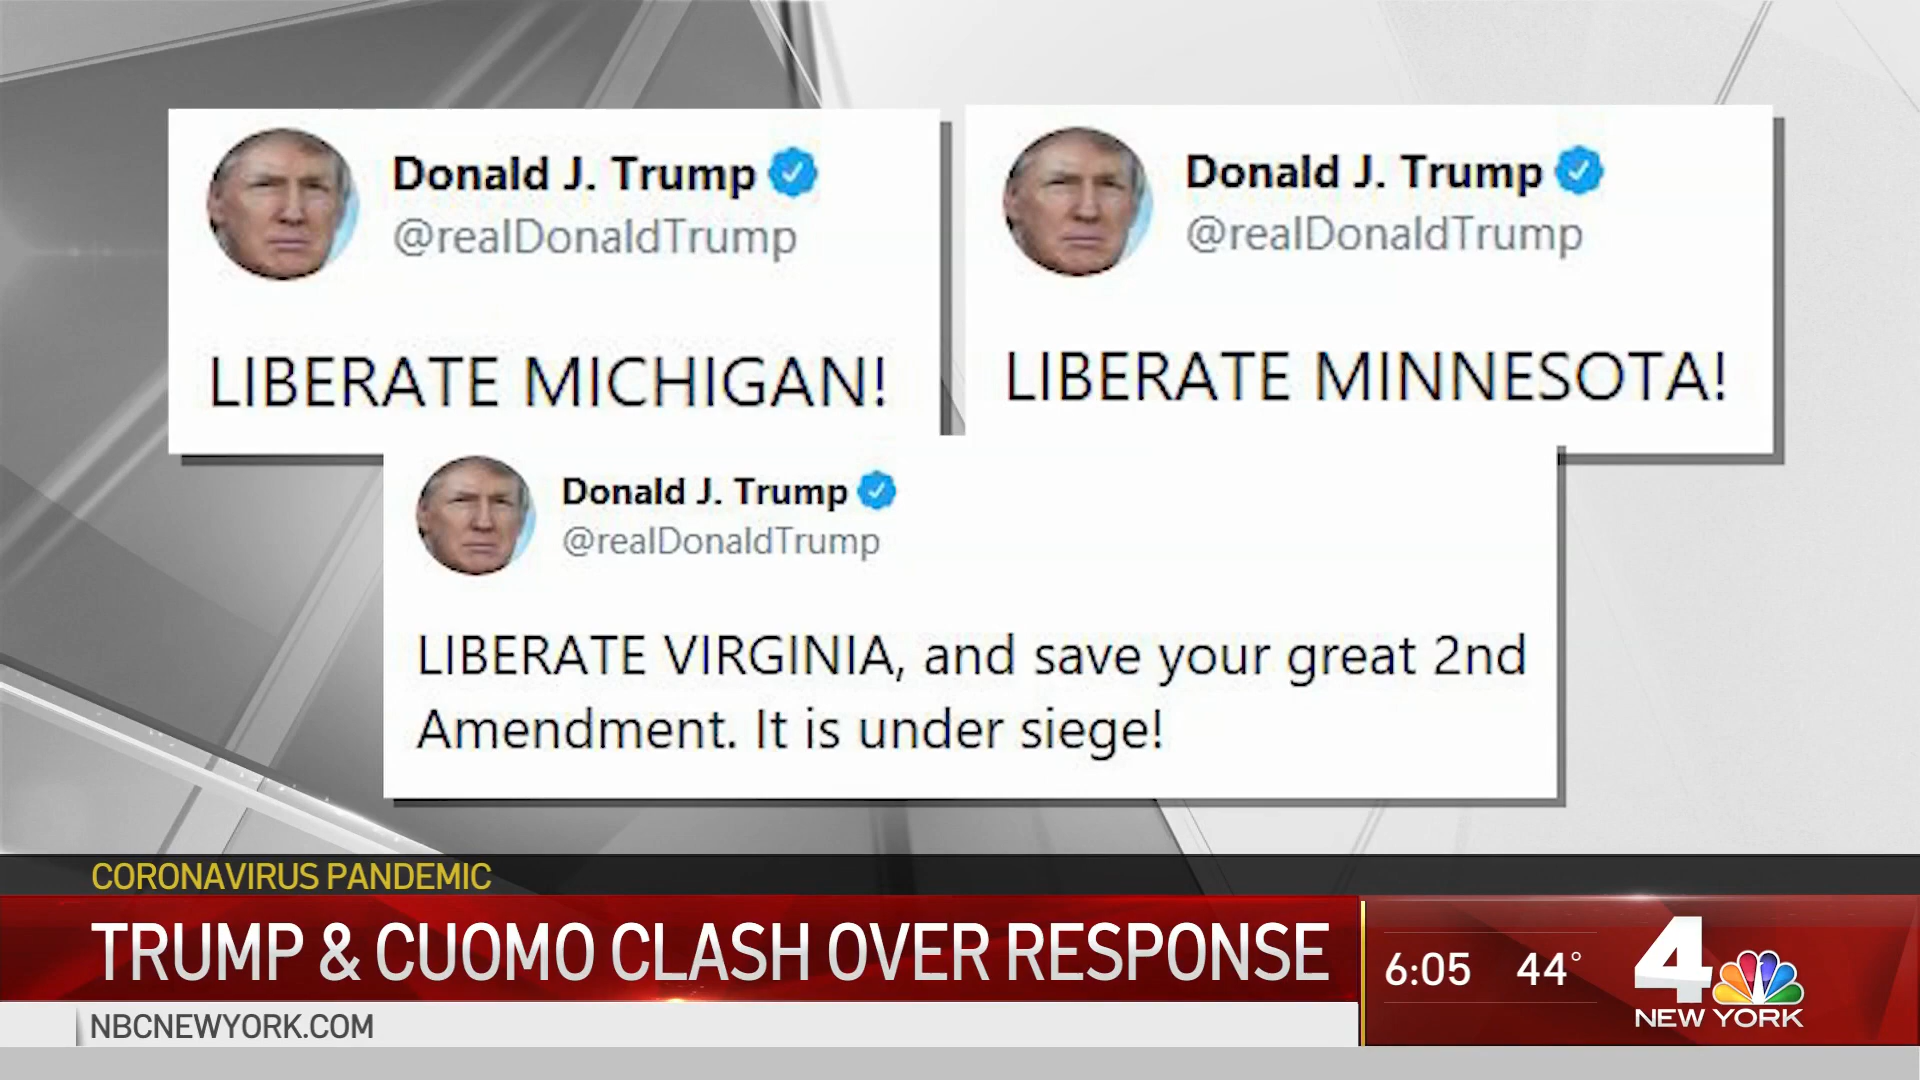 Donald J. Trump
@realDonaldTrump
LIBERATE MICHIGAN!
Donald J. Trump
@realDonaldTrump
LIBERATE MINNESOTA!
Donald J. Trump
@realDonaldTrump
LIBERATE VIRGINIA, and save your great 2nd
Amendment. It is under siege!
CORONAVIRUS PANDEMIC
TRUMP & CUOMO CLASH OVER RESPONSE
NBCNEWYORK.COM
6:05 44°
4
NEW YORK